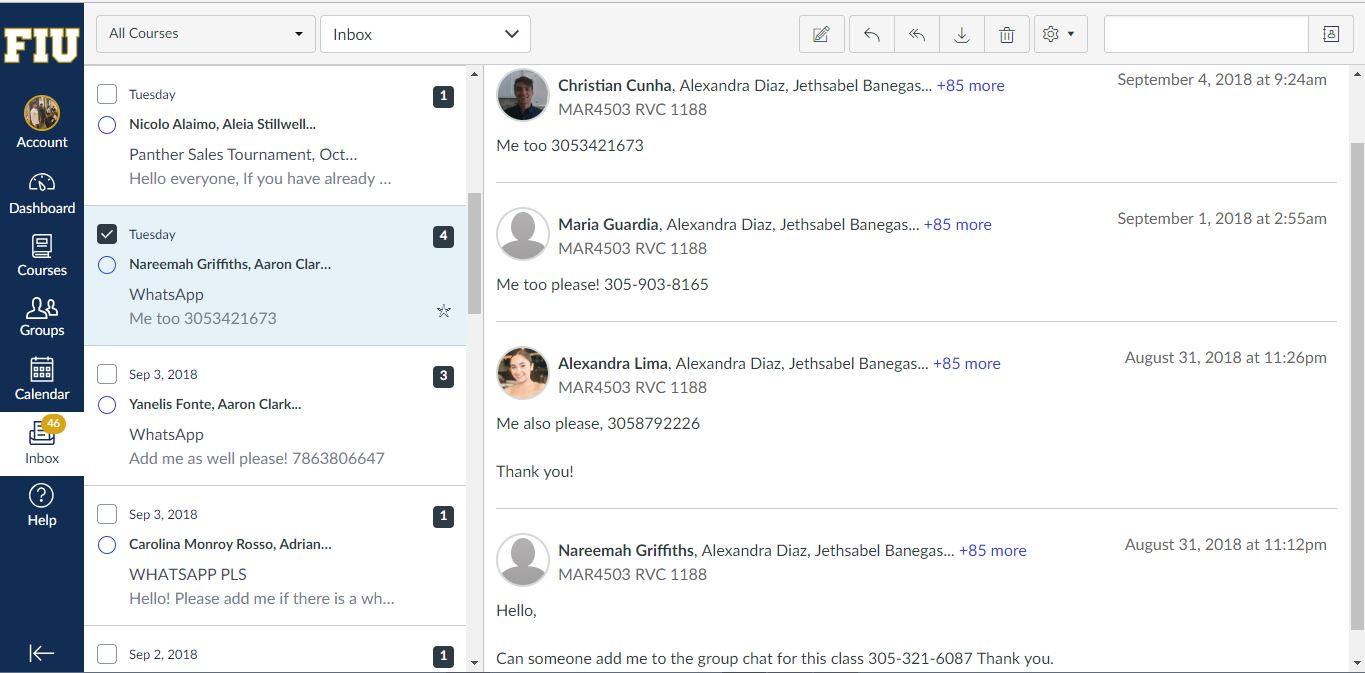 FIU
Account
Dashboard
Courses
Groups
Calendar
46
Inbox
Help
All Courses
Inbox
Tuesday
1
Nicolo Alaimo, Aleia Stillwell...
Panther Sales Tournament, Oct...
Hello everyone, If you have already ...
Tuesday
4
Nareemah Griffiths, Aaron Clar...
WhatsApp
Me too 3053421673
Sep 3, 2018
3
Yanelis Fonte, Aaron Clark...
WhatsApp
Add me as well please! 7863806647
Sep 3, 2018
1
Carolina Monroy Rosso, Adrian...
WHATSAPP PLS
Hello! Please add me if there is a wh...
Sep 2, 2018
1
Christian Cunha, Alexandra Diaz, Jethsabel Banegas... +85 more
September 4, 2018 at 9:24am
MAR4503 RVC 1188
Me too 3053421673
Maria Guardia, Alexandra Diaz, Jethsabel Banegas... +85 more
September 1, 2018 at 2:55am
MAR4503 RVC 1188
Me too please! 305-903-8165
Alexandra Lima, Alexandra Diaz, Jethsabel Banegas... +85 more
August 31, 2018 at 11:26pm
MAR4503 RVC 1188
Me also please, 3058792226
Thank you!
Nareemah Griffiths, Alexandra Diaz, Jethsabel Banegas... +85 more
August 31, 2018 at 11:12pm
MAR4503 RVC 1188
Hello,
Can someone add me to the group chat for this class 305-321-6087 Thank you.